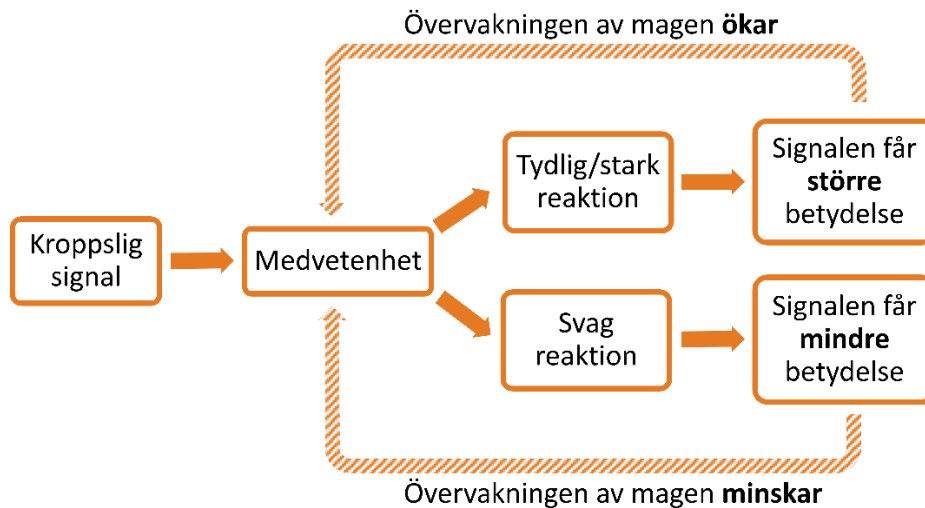 Övervakningen av magen ökar
Kroppslig
signal
Medvetenhet
Tydlig/stark
reaktion
Signalen får
större
betydelse
Svag
reaktion
Signalen får
mindre
betydelse
Övervakningen av magen minskar